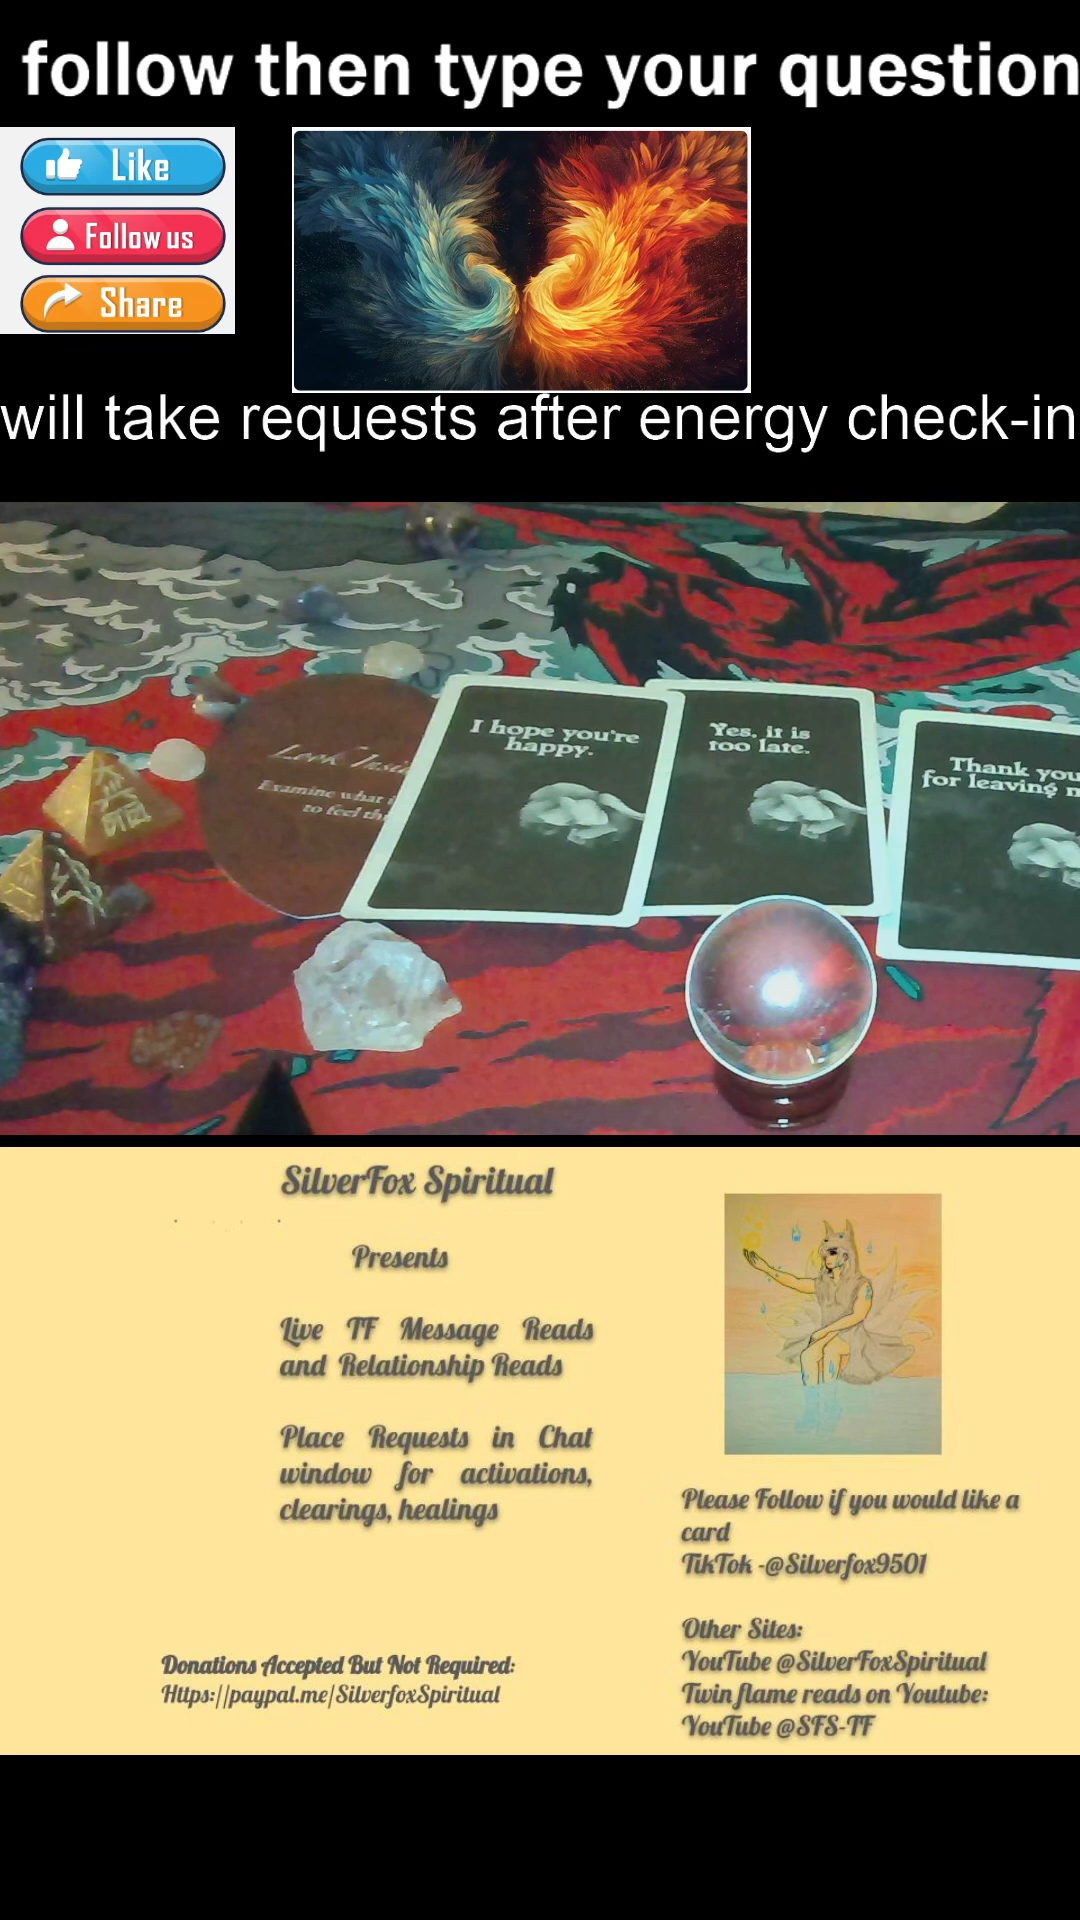 follow then type your question
Like
Follow us
Share
will take requests after energy check-in
Look
Examine what
to feel
I hope you're
happy.
Yes, it is
too late.
Thank you
for leaving
SilverFox Spiritual
Presents
Live TF Message Reads
and Relationship Reads
Place Requests in Chat
window for activations,
clearings, healings
Donations Accepted But Not Required:
Https://paypal.me/SilverfoxSpiritual
Please Follow if you would like a
card
TikTok -@Silverfox9501
Other Sites:
YouTube @SilverFoxSpiritual
Twin flame reads on Youtube:
YouTube @SFS-TF